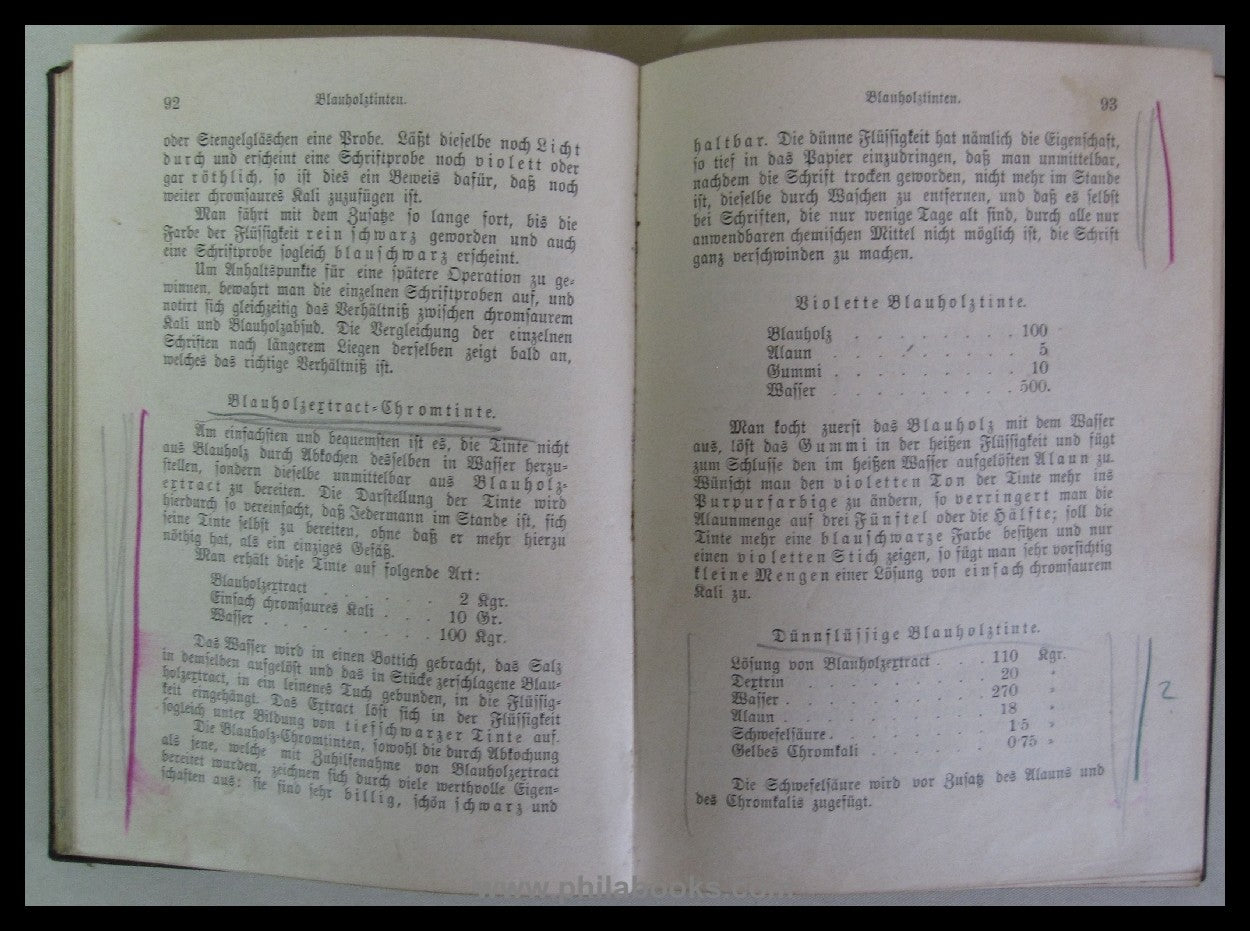 92
Blauholztinten.
oder Stengelgläschen eine Probe. Läßt dieselbe noch Licht
durch und erscheint eine Schriftprobe noch violett oder
gar röthlich, so ist dies ein Beweis dafür, daß noch
weiter chromsaures Kali zuzufügen ist.
Man fährt mit dem Zusatze so lange fort, bis die
Farbe der Flüssigkeit rein schwarz geworden und auch
eine Schriftprobe sogleich blauschwarz erscheint.
Um Anhaltspunkte für eine spätere Operation zu ge-
winnen, bewahrt man die einzelnen Schriftproben auf, und
notirt sich gleichzeitig das Verhältniß zwischen chromsaurem
Kali und Blauholzabsud. Die Vergleichung der einzelnen
Schriften nach längerem Liegen derselben zeigt bald an,
welches das richtige Verhältniß ist.
Blauholzextract-Chromtinte.
Am einfachsten und bequemsten ist es, die Tinte nicht
aus Blauholz durch Abkochen desselben in Wasser herzu-
stellen, sondern dieselbe unmittelbar aus Blauholz-
extract zu bereiten. Die Darstellung der Tinte wird
hierdurch so vereinfacht, daß Jedermann im Stande ist, sich
seine Tinte selbst zu bereiten, ohne daß er mehr hierzu
nöthig hat, als ein einziges Gefäß.
Man erhält diese Tinte auf folgende Art:
Blauholzextract . . . . . . 2 Kgr.
Einfach chromsaures Kali . . . 10 Gr.
Wasser . . . . . . . . 100 Kgr.
Das Wasser wird in einen Bottich gebracht, das Salz
in demselben aufgelöst und das in Stücke zerschlagene Blau-
holzextract, in ein leinenes Tuch gebunden, in die Flüssig-
keit eingehängt. Das Extract löst sich in der Flüssigkeit
sogleich unter Bildung von tiefschwarzer Tinte auf.
Die Blauholz-Chromtinten, sowohl die durch Abkochung
als jene, welche mit Zuhilfenahme von Blauholzextract
bereitet wurden, zeichnen sich durch viele werthvolle Eigen-
schaften aus: sie sind sehr billig, schön schwarz und
Blauholztinten.
93
haltbar. Die dünne Flüssigkeit hat nämlich die Eigenschaft,
so tief in das Papier einzudringen, daß man unmittelbar,
nachdem die Schrift trocken geworden, nicht mehr im Stande
ist, dieselbe durch Waschen zu entfernen, und daß es selbst
bei Schriften, die nur wenige Tage alt sind, durch alle nur
anwendbaren chemischen Mittel nicht möglich ist, die Schrift
ganz verschwinden zu machen.
Violette Blauholztinte.
Blauholz . . . . . . . . 100
Alaun . . . . . . . . . 5
Gummi . . . . . . . . . 10
Wasser . . . . . . . . . 500.
Man kocht zuerst das Blauholz mit dem Wasser
aus, löst das Gummi in der heißen Flüssigkeit und fügt
zum Schlusse den im heißen Wasser aufgelösten Alaun zu.
Wünscht man den violetten Ton der Tinte mehr ins
Purpurfarbige zu ändern, so verringert man die
Alaunmenge auf drei Fünftel oder die Hälfte; soll die
Tinte mehr eine blauschwarze Farbe besitzen und nur
einen violetten Stich zeigen, so fügt man sehr vorsichtig
kleine Mengen einer Lösung von einfach chromsaurem
Kali zu.
Dünnflüssige Blauholztinte.
Lösung von Blauholzextract . . . 110 Kgr.
Dextrin . . . . . . . . . 20 "
Wasser . . . . . . . . . 270 "
Alaun . . . . . . . . . 18 "
Schwefelsäure . . . . . . . 1·5 "
Gelbes Chromkali . . . . . . 0·75 "
Die Schwefelsäure wird vor Zusatz des Alauns und
des Chromkalis zugefügt.
?
www.philabooks.com